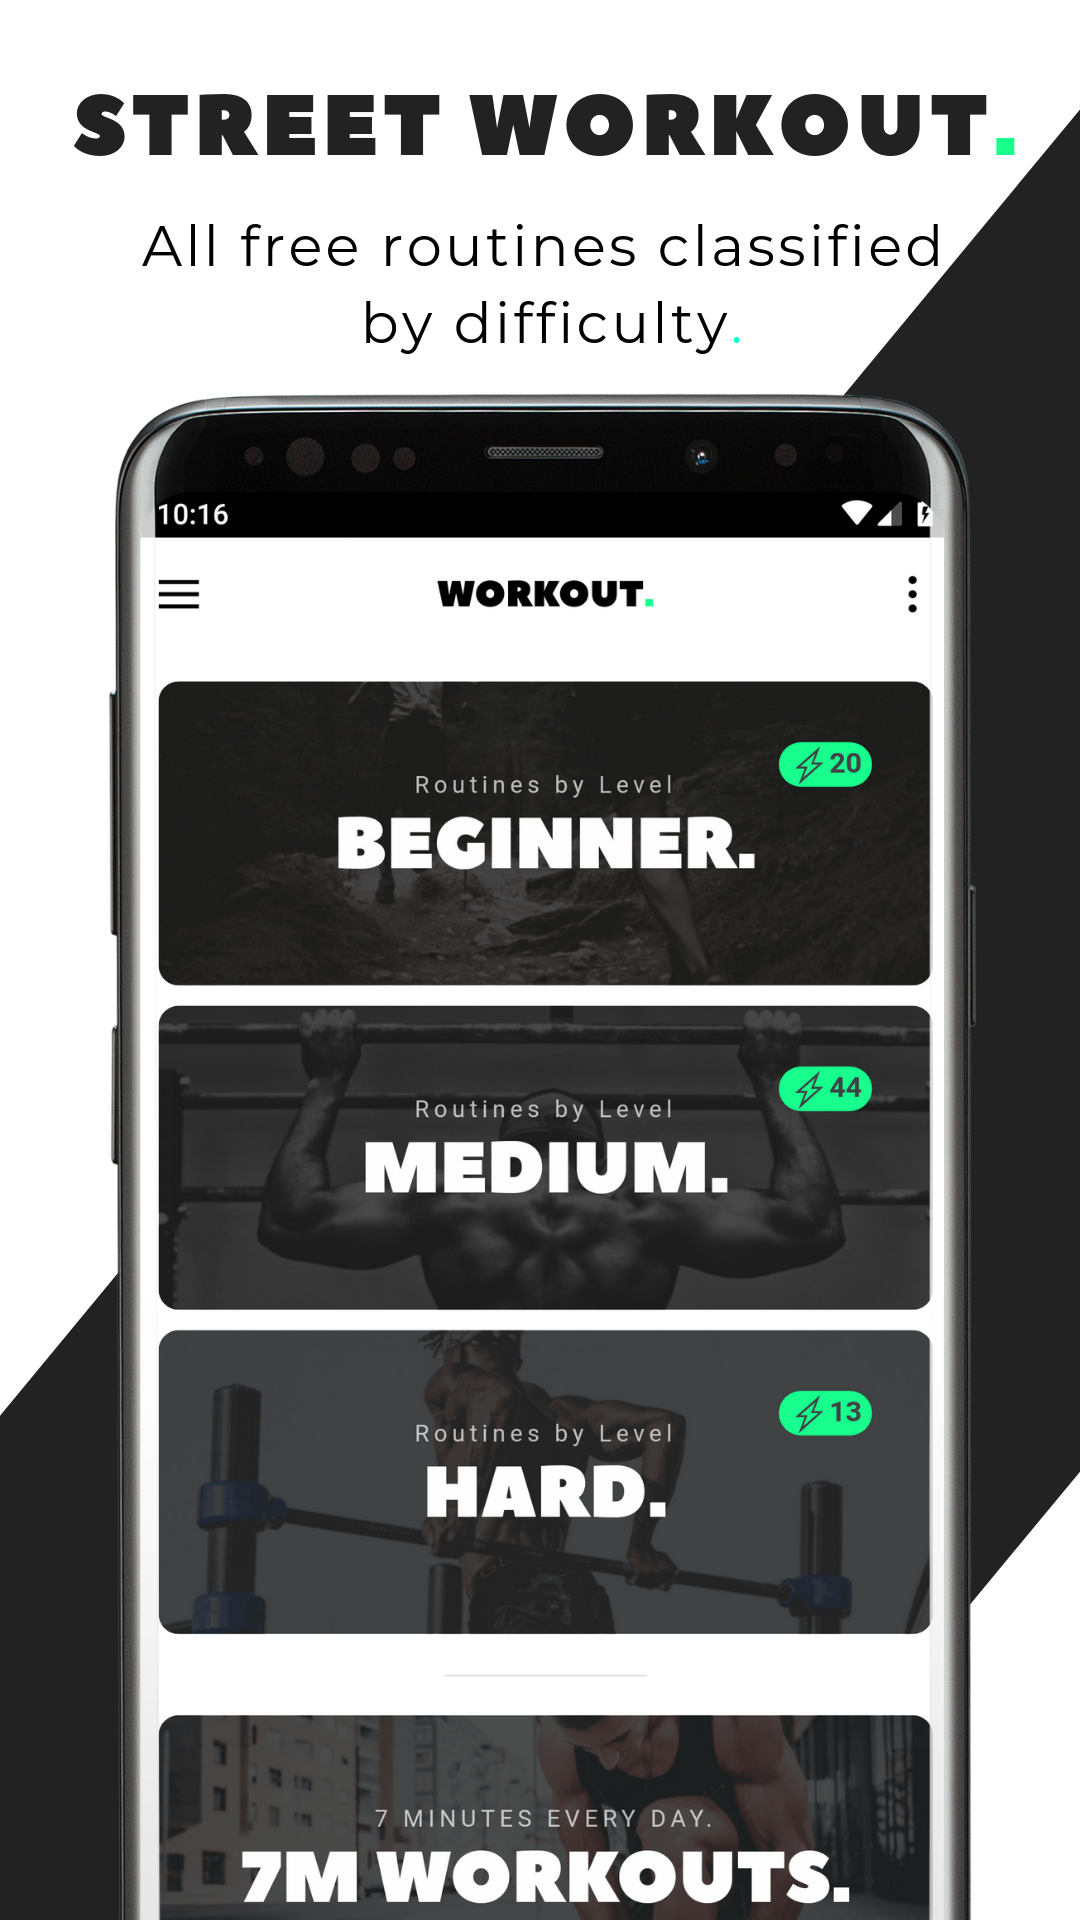 STREET WORKOUT.
All free routines classified
by difficulty.
10:16
WORKOUT.
20
Routines by Level
BEGINNER.
44
Routines by Level
MEDIUM.
13
Routines by Level
HARD.
7 MINUTES EVERY DAY.
7M WORKOUTS.